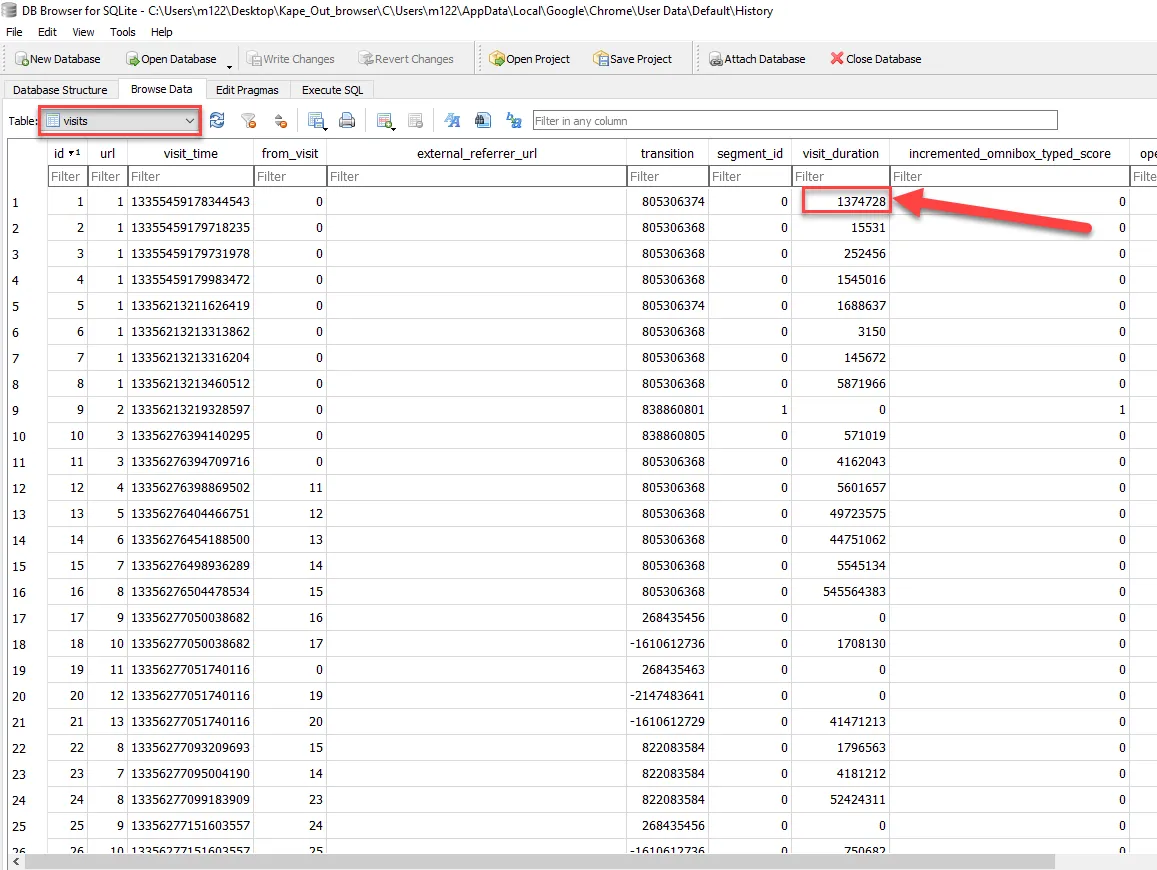 DB Browser for SQLite - C:\Users\m122\Desktop\Kape_Out_browser\C\Users\m122\AppData\Local\Google\Chrome\User Data\Default\History
File Edit View Tools Help
New Database Open Database Write Changes Revert Changes Open Project Save Project Attach Database Close Database
Database Structure Browse Data Edit Pragmas Execute SQL
Table: visits Filter in any column
id 1 url visit_time from_visit external_referrer_url transition segment_id visit_duration incremented_omnibox_typed_score ope
Filter Filter Filter Filter Filter Filter Filter Filter Filter Filte
1 1 1 13355459178344543 0 805306374 0 1374728 0
2 2 1 13355459179718235 0 805306368 0 15531 0
3 3 1 13355459179731978 0 805306368 0 252456 0
4 4 1 13355459179983472 0 805306368 0 1545016 0
5 5 1 13356213211626419 0 805306374 0 1688637 0
6 6 1 13356213213313862 0 805306368 0 3150 0
7 7 1 13356213213316204 0 805306368 0 145672 0
8 8 1 13356213213460512 0 805306368 0 5871966 0
9 9 2 13356213219328597 0 838860801 1 0 1
10 10 3 13356276394140295 0 838860805 0 571019 0
11 11 3 13356276394709716 0 805306368 0 4162043 0
12 12 4 13356276398869502 11 805306368 0 5601657 0
13 13 5 13356276404466751 12 805306368 0 49723575 0
14 14 6 13356276454188500 13 805306368 0 44751062 0
15 15 7 13356276498936289 14 805306368 0 5545134 0
16 16 8 13356276504478534 15 805306368 0 545564383 0
17 17 9 13356277050038682 16 268435456 0 0 0
18 18 10 13356277050038682 17 -1610612736 0 1708130 0
19 19 11 13356277051740116 0 268435463 0 0 0
20 20 12 13356277051740116 19 -2147483641 0 0 0
21 21 13 13356277051740116 20 -1610612729 0 41471213 0
22 22 8 13356277093209693 15 822083584 0 1796563 0
23 23 7 13356277095004190 14 822083584 0 4181212 0
24 24 8 13356277099183909 23 822083584 0 52424311 0
25 25 9 13356277151603557 24 268435456 0 0 0
26 26 10 13356277151603557 25 -1610612736 0 750682 0